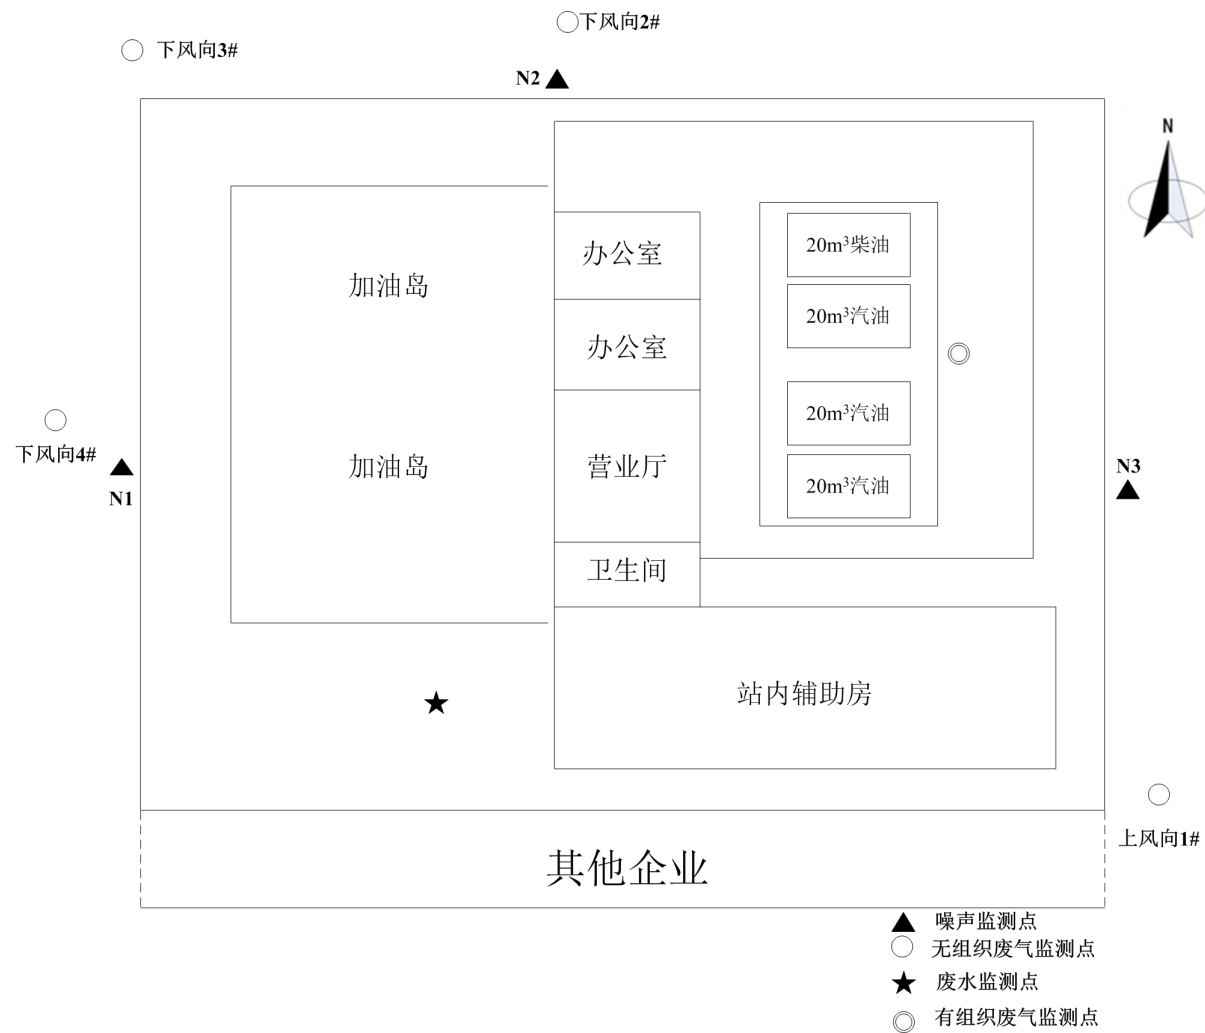 下风向2#
下风向3#
N2
N
办公室
20m³柴油
加油岛
20m³汽油
办公室
20m³汽油
下风向4#
加油岛
营业厅
N3
20m³汽油
N1
卫生间
站内辅助房
上风向1#
其他企业
噪声监测点
无组织废气监测点
废水监测点
有组织废气监测点